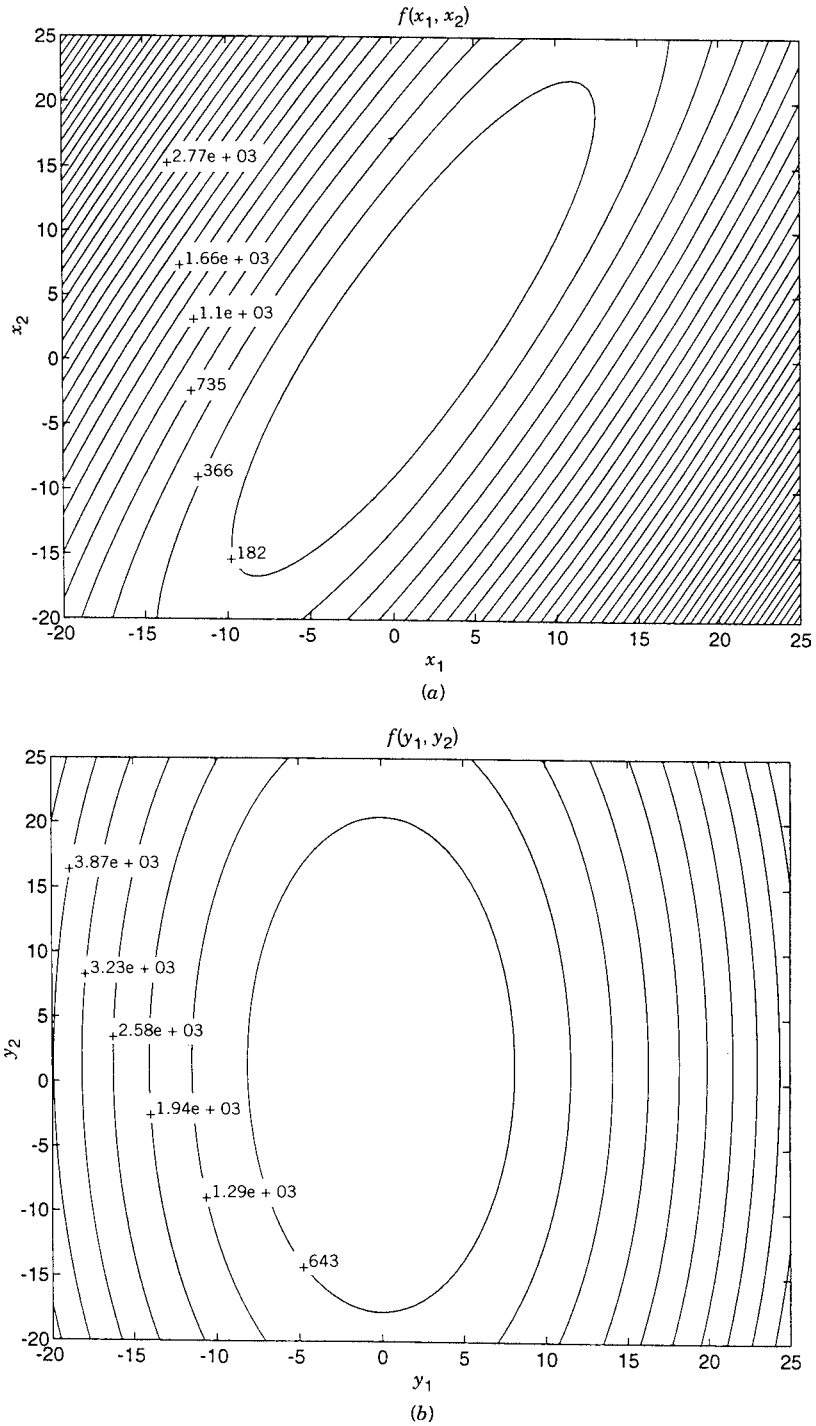 f(x₁, x₂)
25
20
15
10
5
0
-5
-10
-15
-20
x₂
+2.77e + 03
+1.66e + 03
+1.1e + 03
+735
+366
+182
-20 -15 -10 -5 0 5 10 15 20 25
x₁
(a)
f(y₁, y₂)
25
20
15
10
5
0
-5
-10
-15
-20
y₂
+3.87e + 03
+3.23e + 03
+2.58e + 03
+1.94e + 03
+1.29e + 03
+643
-20 -15 -10 -5 0 5 10 15 20 25
y₁
(b)